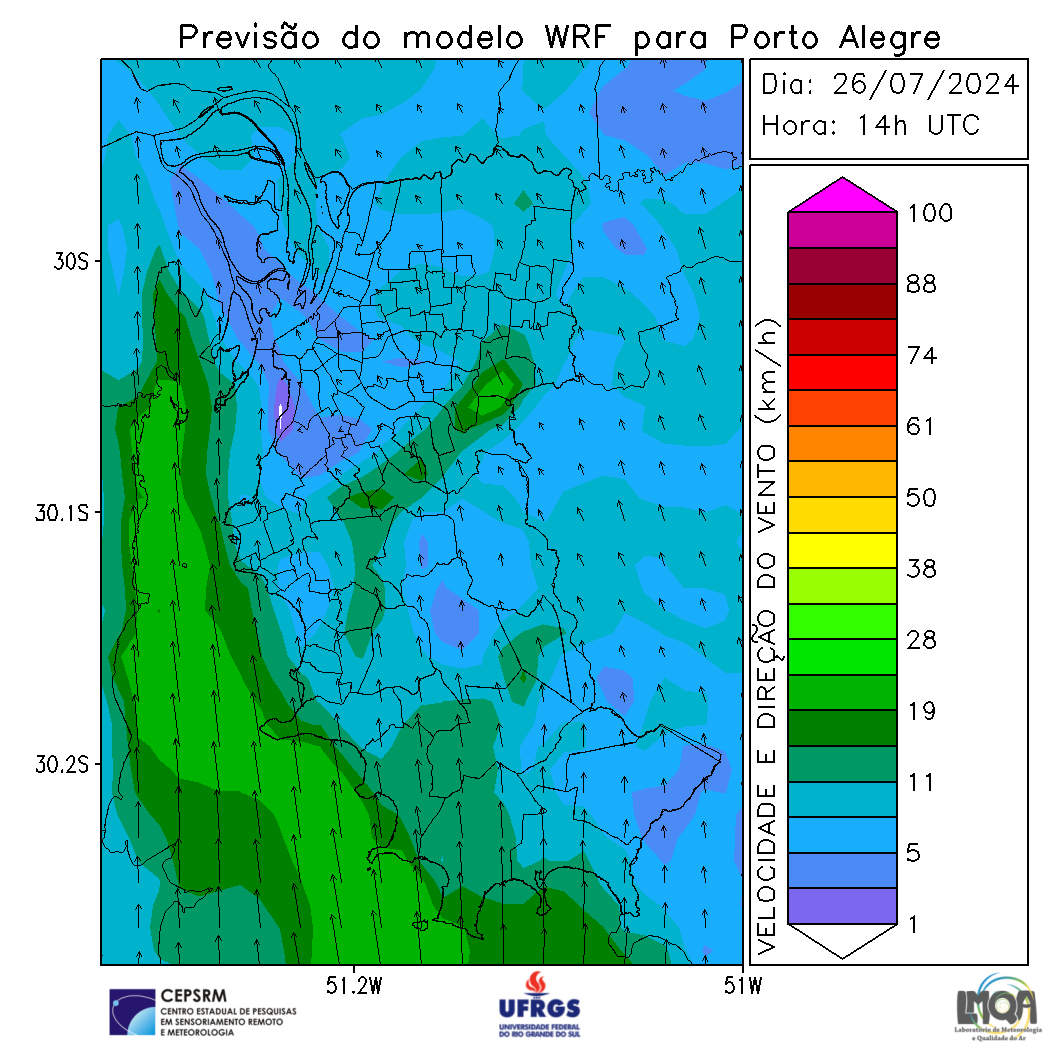 Previsão do modelo WRF para Porto Alegre
Dia: 26/07/2024
Hora: 14h UTC
30S
30.1S
30.2S
51.2W
51W
VELOCIDADE E DIREÇÃO DO VENTO (km/h)
100
88
74
61
50
38
28
19
11
5
1
CEPSRM
CENTRO ESTADUAL DE PESQUISAS
EM SENSORIAMENTO REMOTO
E METEOROLOGIA
UFRGS
UNIVERSIDADE FEDERAL
DO RIO GRANDE DO SUL
LMQA
Laboratório de Meteorologia
e Qualidade do Ar